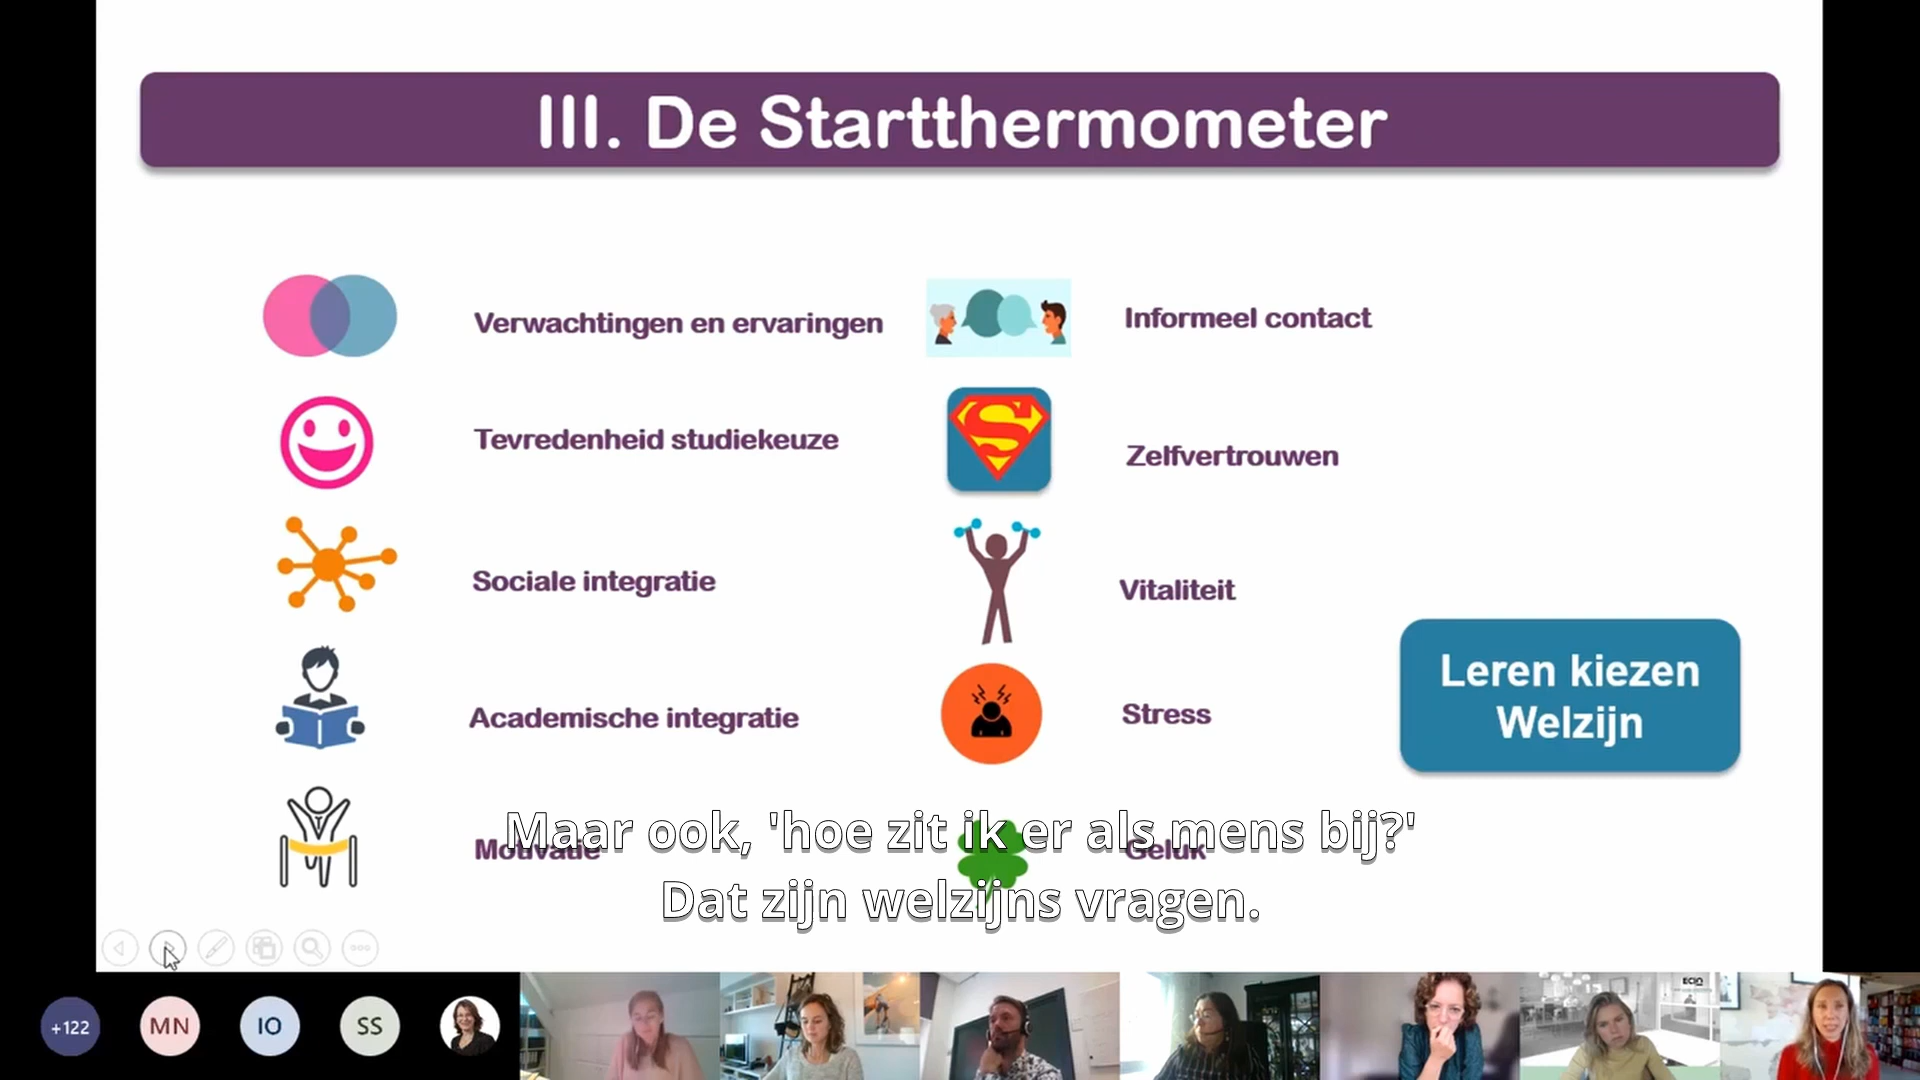 III. De Startthermometer
Verwachtingen en ervaringen
Informeel contact
Tevredenheid studiekeuze
S
Zelfvertrouwen
Sociale integratie
Vitaliteit
Academische integratie
Stress
Leren kiezen
Welzijn
Motivatie
Geluk
Maar ook, 'hoe zit ik er als mens bij?'
Dat zijn welzijns vragen.
+122
MN
IO
SS
ECIO